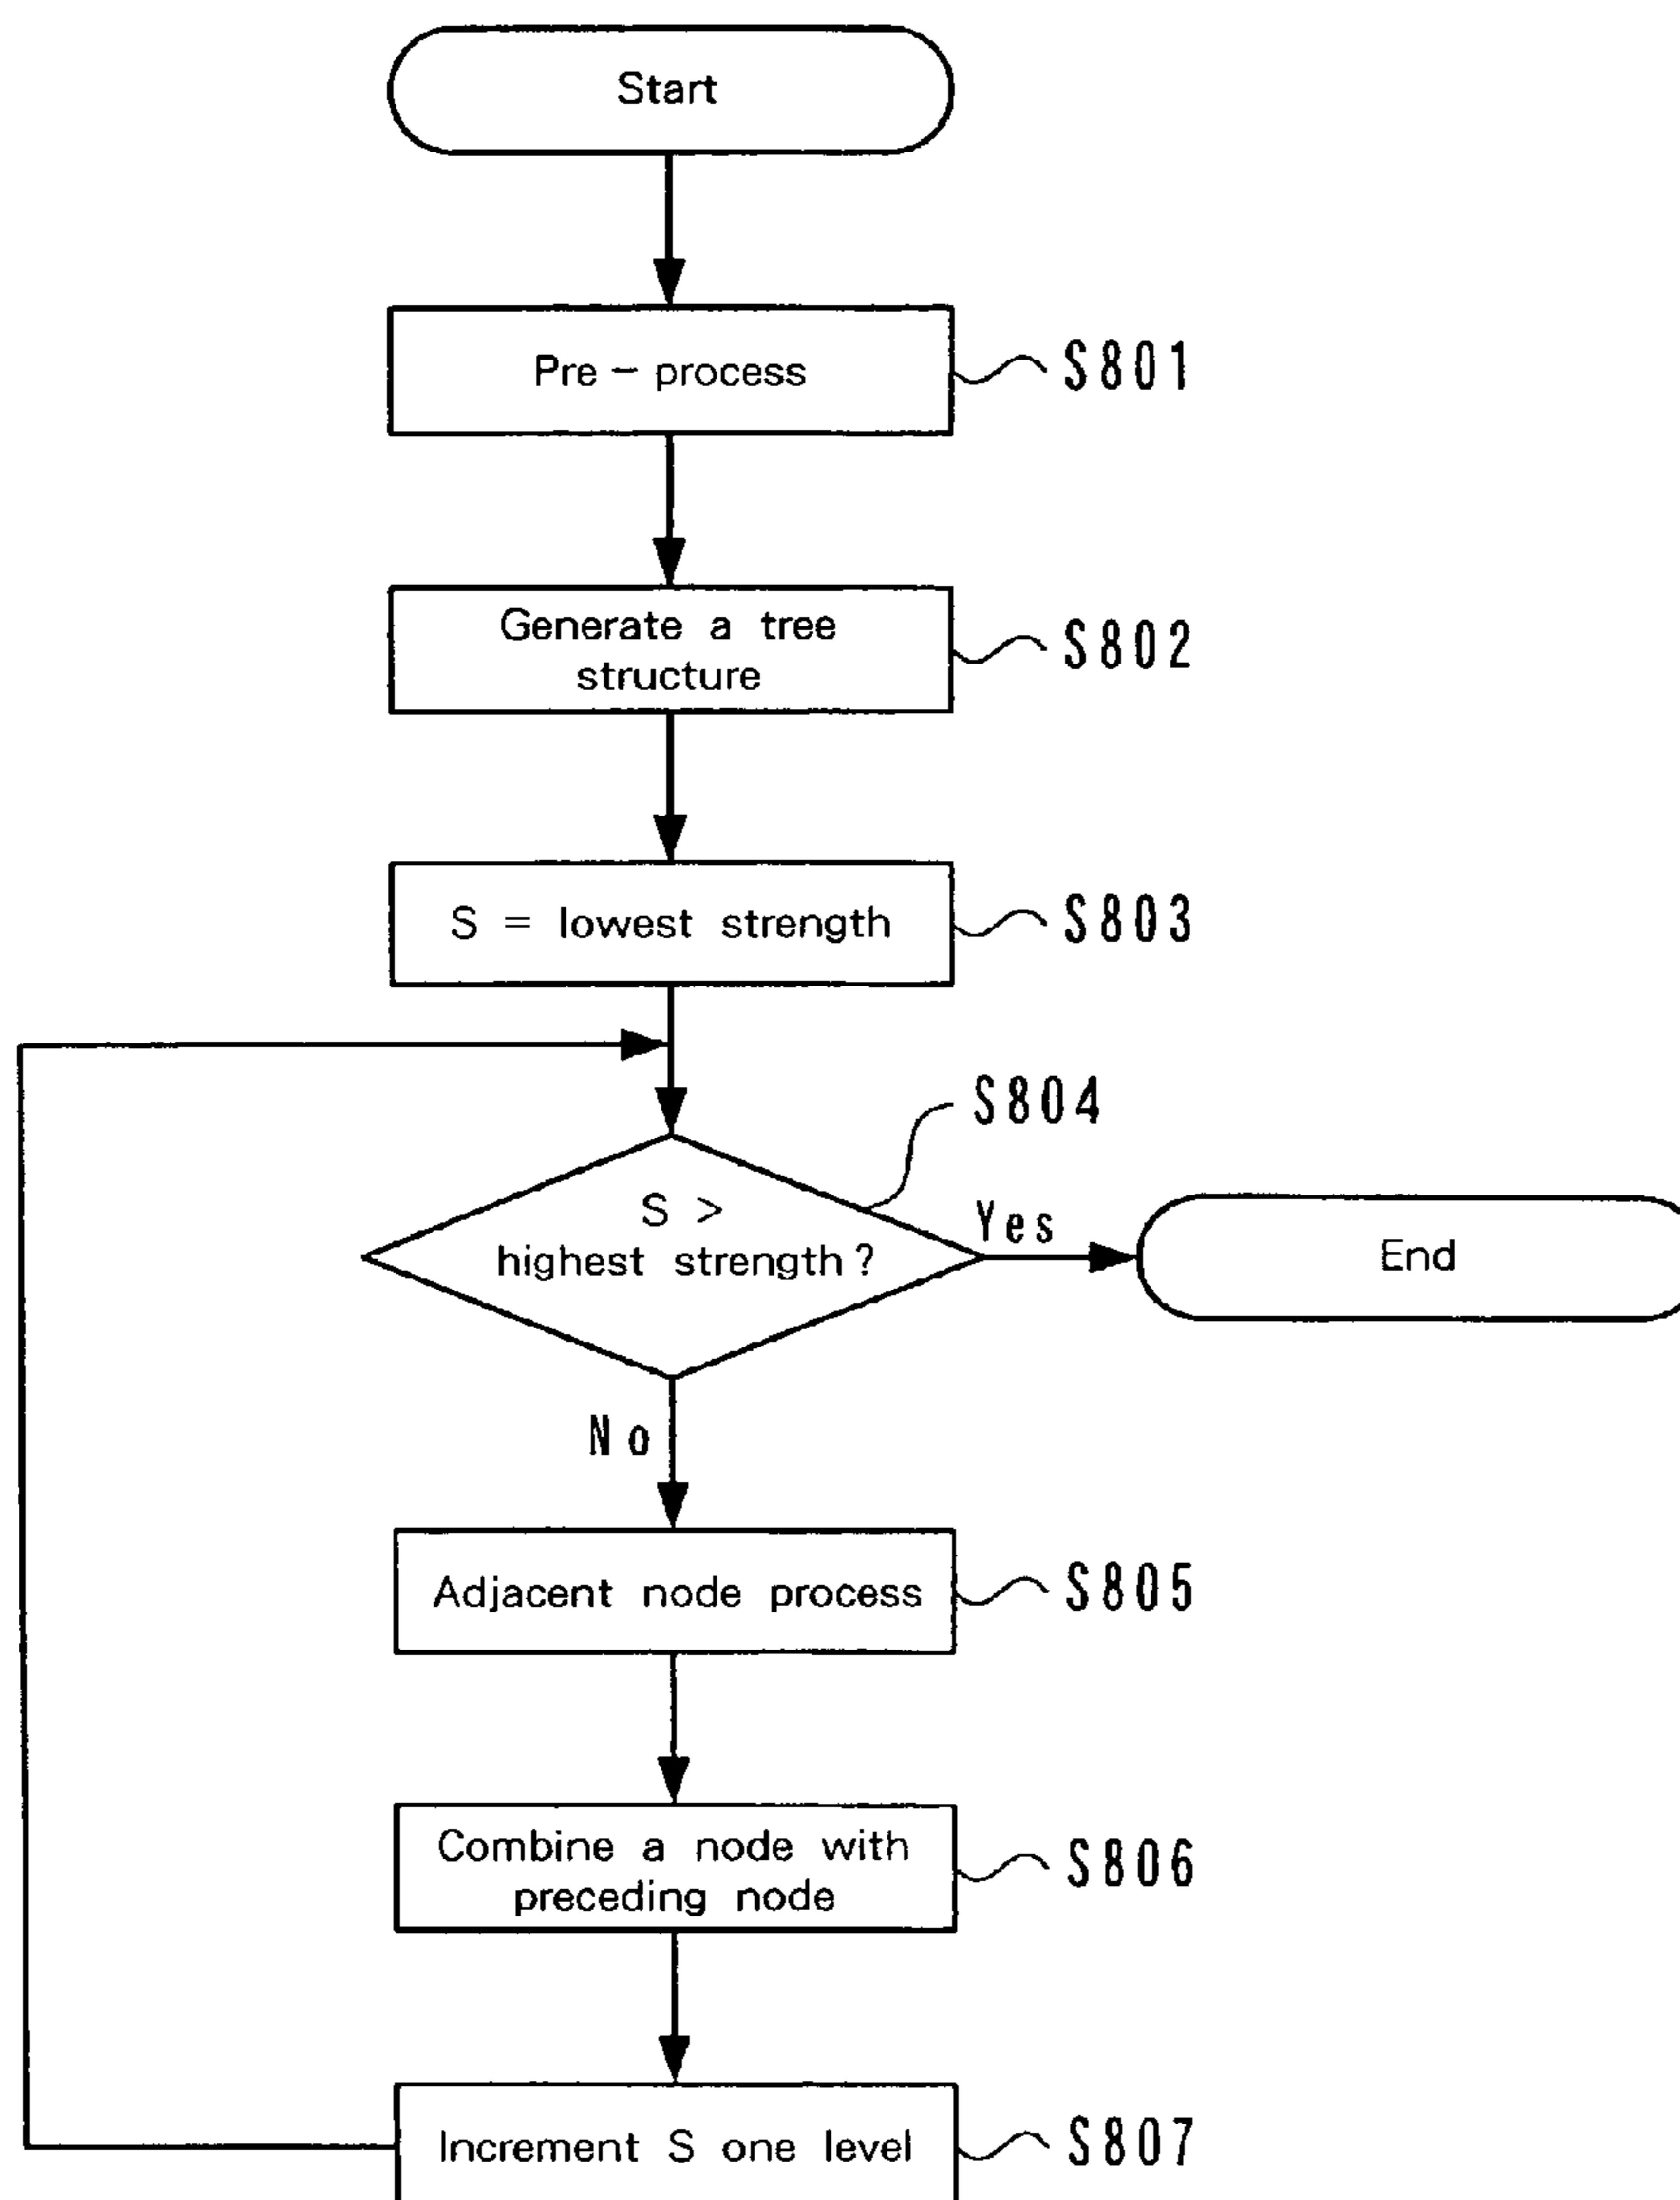 Start
Pre - process
S801
Generate a tree
structure
S802
S = lowest strength
S803
S804
S >
highest strength ?
Yes
End
No
Adjacent node process
S805
Combine a node with
preceding node
S806
Increment S one level
S807